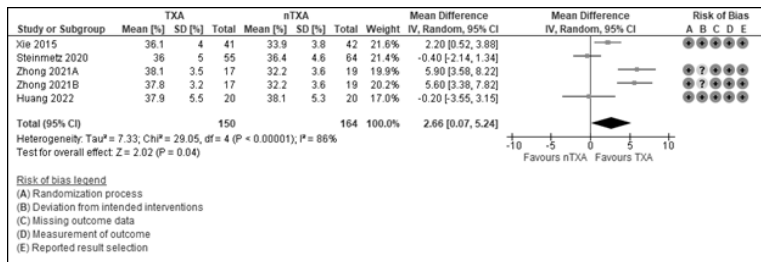 TXA nTXA Mean Difference Mean Difference Risk of Bias
Study or Subgroup Mean [%] SD [%] Total Mean [%] SD [%] Total Weight IV, Random, 95% CI IV, Random, 95% CI A B C D E
Xie 2015 36.1 4 41 33.9 3.8 42 21.6% 2.20 [0.52, 3.88]
Steinmetz 2020 36 5 55 36.4 4.6 64 21.4% -0.40 [-2.14, 1.34]
Zhong 2021A 38.1 3.5 17 32.2 3.6 19 19.7% 5.90 [3.58, 8.22] ?
Zhong 2021B 37.8 3.2 17 32.2 3.6 19 20.0% 5.60 [3.38, 7.82] ?
Huang 2022 37.9 5.5 20 38.1 5.3 20 17.3% -0.20 [-3.55, 3.15]
Total (95% CI) 150 164 100.0% 2.66 [0.07, 5.24]
Heterogeneity: Tau² = 7.33; Chi² = 29.05, df = 4 (P < 0.00001); I² = 86%
Test for overall effect: Z = 2.02 (P = 0.04)
-10 -5 0 5 10
Favours nTXA Favours TXA
Risk of bias legend
(A) Randomization process
(B) Deviation from intended interventions
(C) Missing outcome data
(D) Measurement of outcome
(E) Reported result selection